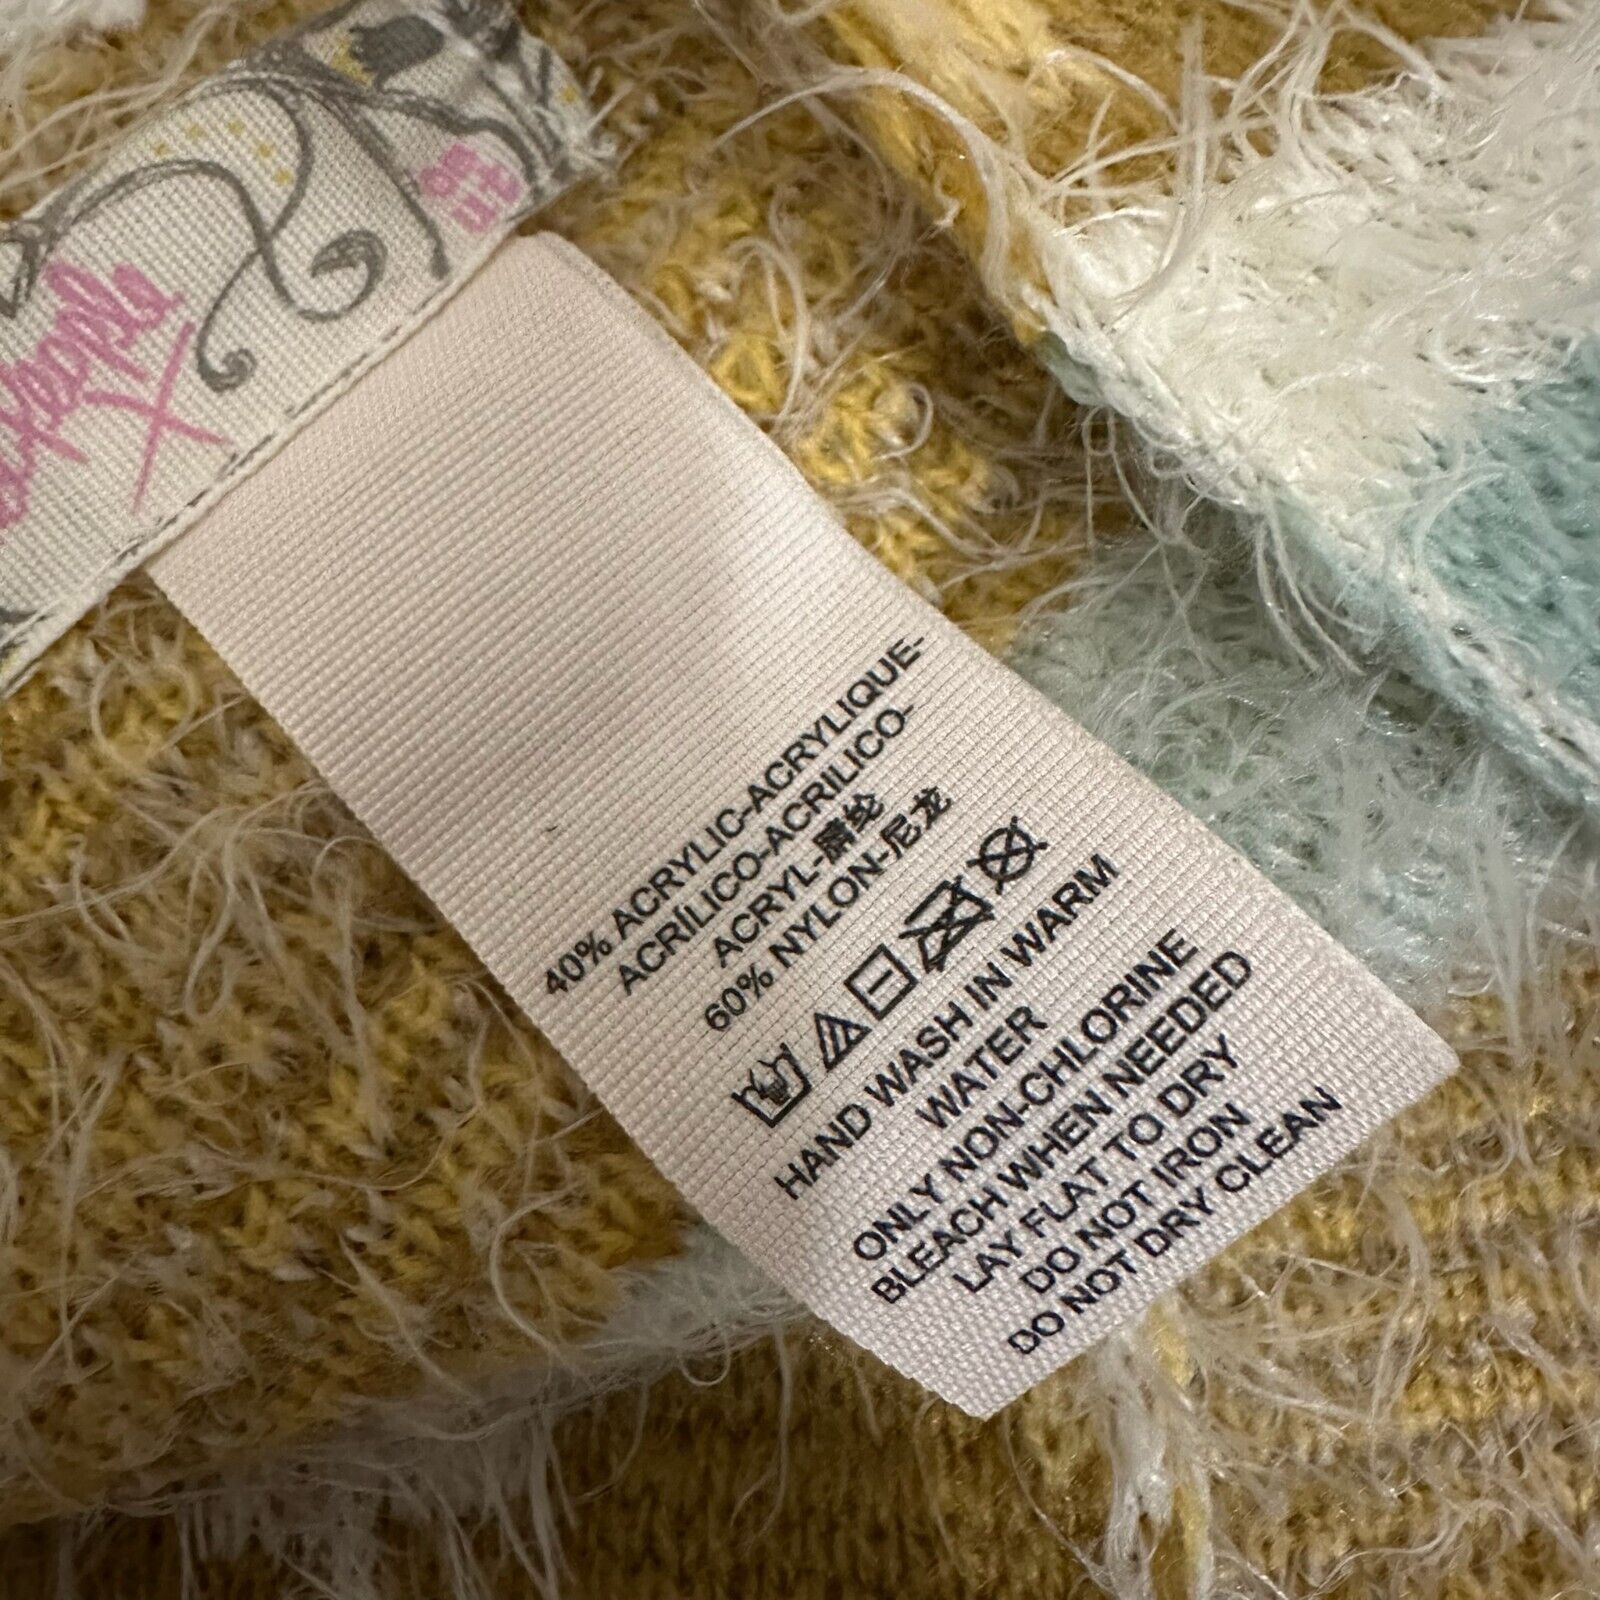 40% ACRYLIC-ACRYLIQUE-
ACRÍLICO-ACRILICO-
ACRYL-腈纶
60% NYLON-尼龙
HAND WASH IN WARM
WATER
ONLY NON-CHLORINE
BLEACH WHEN NEEDED
LAY FLAT TO DRY
DO NOT IRON
DO NOT DRY CLEAN